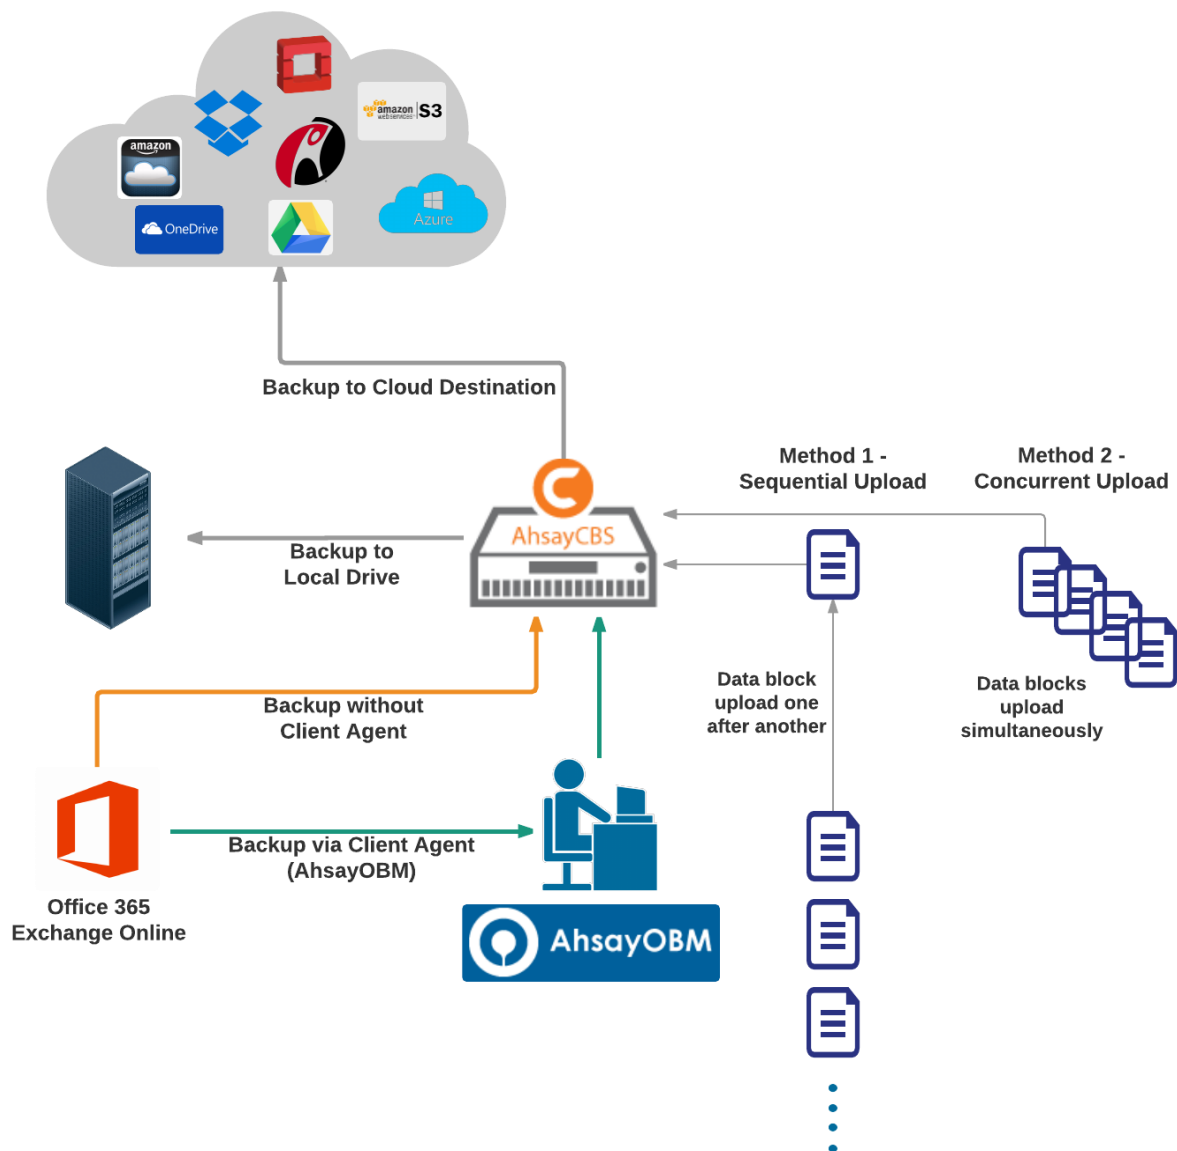 amazon
webservices
S3
amazon
OneDrive
Azure
Backup to Cloud Destination
Method 1 -
Sequential Upload
Method 2 -
Concurrent Upload
AhsayCBS
Backup to
Local Drive
Data block
upload one
after another
Data blocks
upload
simultaneously
Backup without
Client Agent
Backup via Client Agent
(AhsayOBM)
Office 365
Exchange Online
AhsayOBM